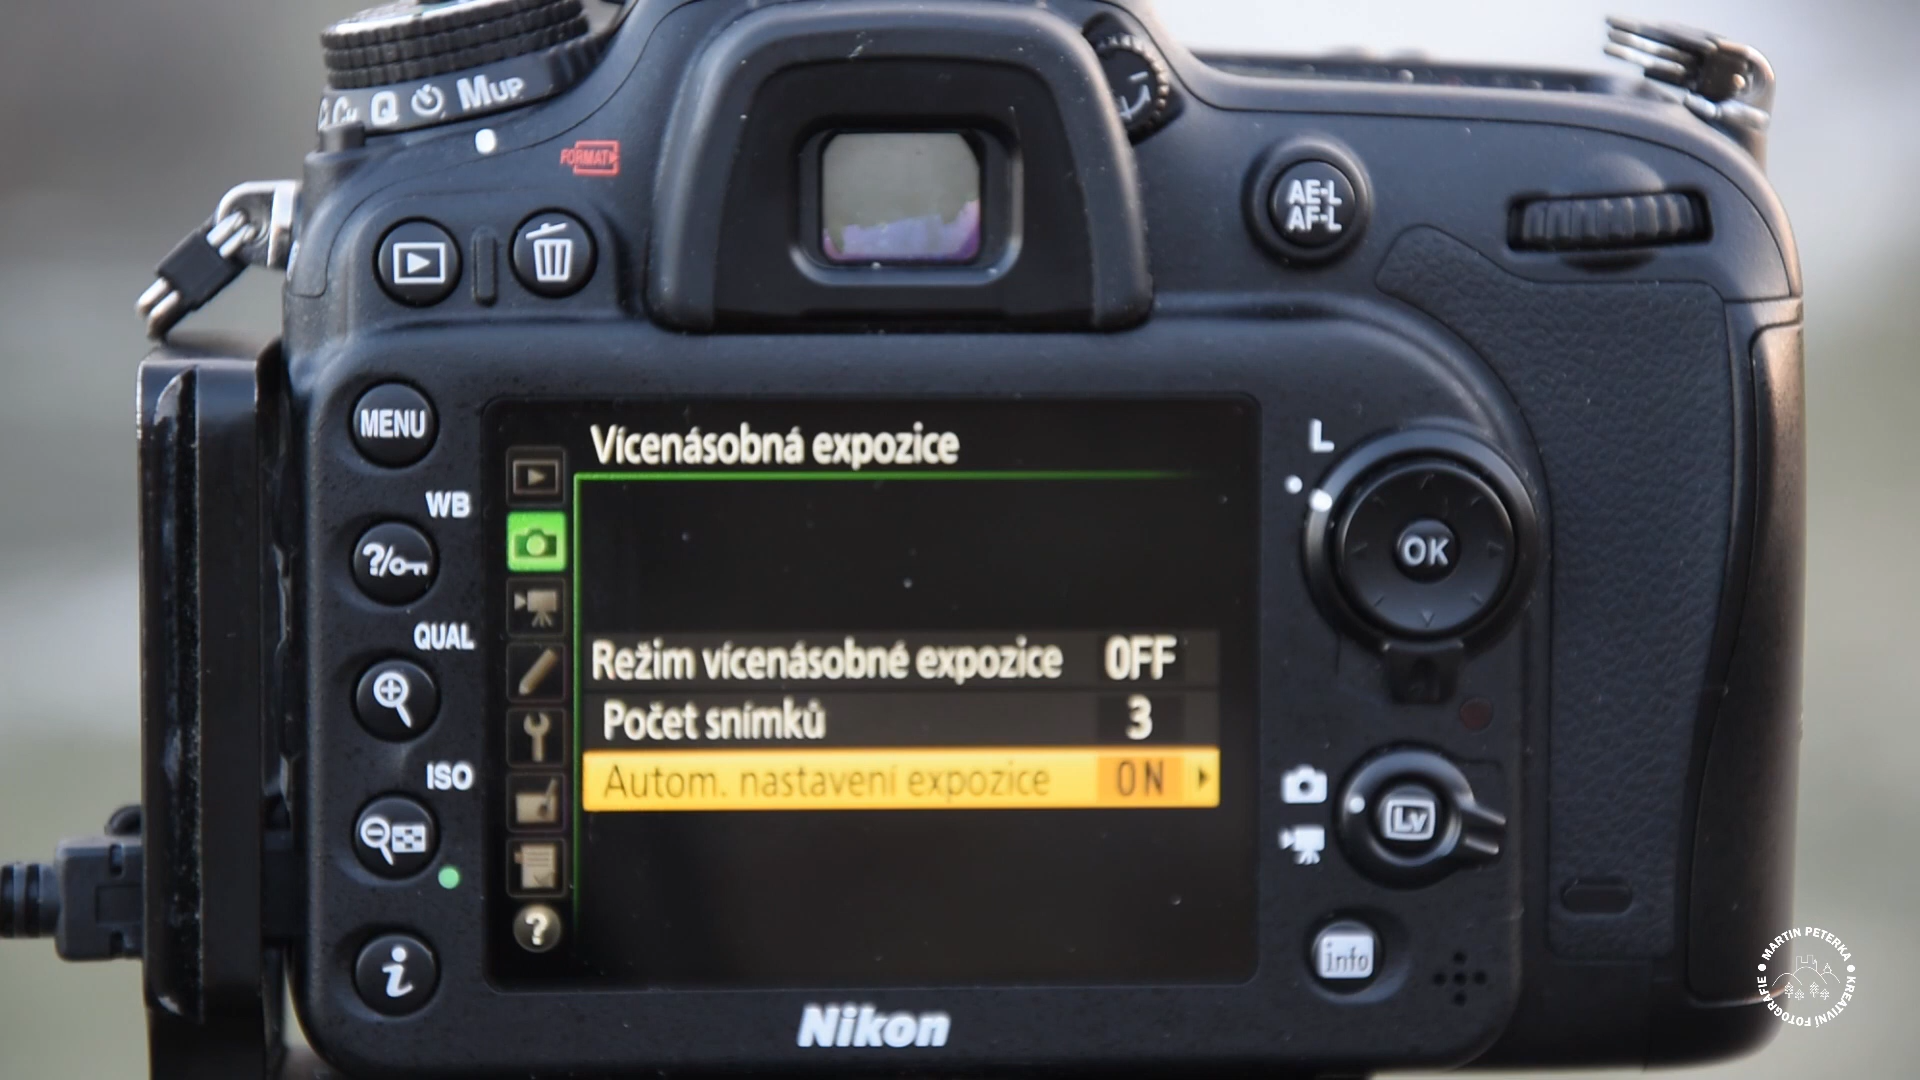 Q MUP
FORMAT
AE-L
AF-L
MENU
WB
?
QUAL
ISO
i
Vícenásobná expozice
Režim vícenásobné expozice OFF
Počet snímků 3
Autom. nastavení expozice ON
?
L
OK
Lv
info
Nikon
MARTIN PETERKA • KREATIVNÍ FOTOGRAFIE •